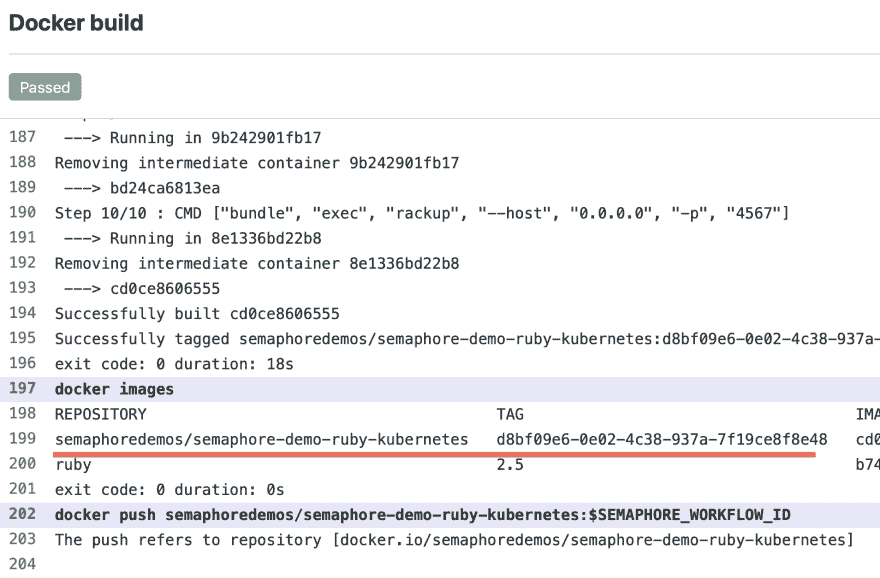 Docker build
Passed
187 ---> Running in 9b242901fb17
188 Removing intermediate container 9b242901fb17
189 ---> bd24ca6813ea
190 Step 10/10 : CMD ["bundle", "exec", "rackup", "--host", "0.0.0.0", "-p", "4567"]
191 ---> Running in 8e1336bd22b8
192 Removing intermediate container 8e1336bd22b8
193 ---> cd0ce8606555
194 Successfully built cd0ce8606555
195 Successfully tagged semaphoredemos/semaphore-demo-ruby-kubernetes:d8bf09e6-0e02-4c38-937a-
196 exit code: 0 duration: 18s
197 docker images
198 REPOSITORY TAG IMA
199 semaphoredemos/semaphore-demo-ruby-kubernetes d8bf09e6-0e02-4c38-937a-7f19ce8f8e48 cd0
200 ruby 2.5 b74
201 exit code: 0 duration: 0s
202 docker push semaphoredemos/semaphore-demo-ruby-kubernetes:$SEMAPHORE_WORKFLOW_ID
203 The push refers to repository [docker.io/semaphoredemos/semaphore-demo-ruby-kubernetes]
204